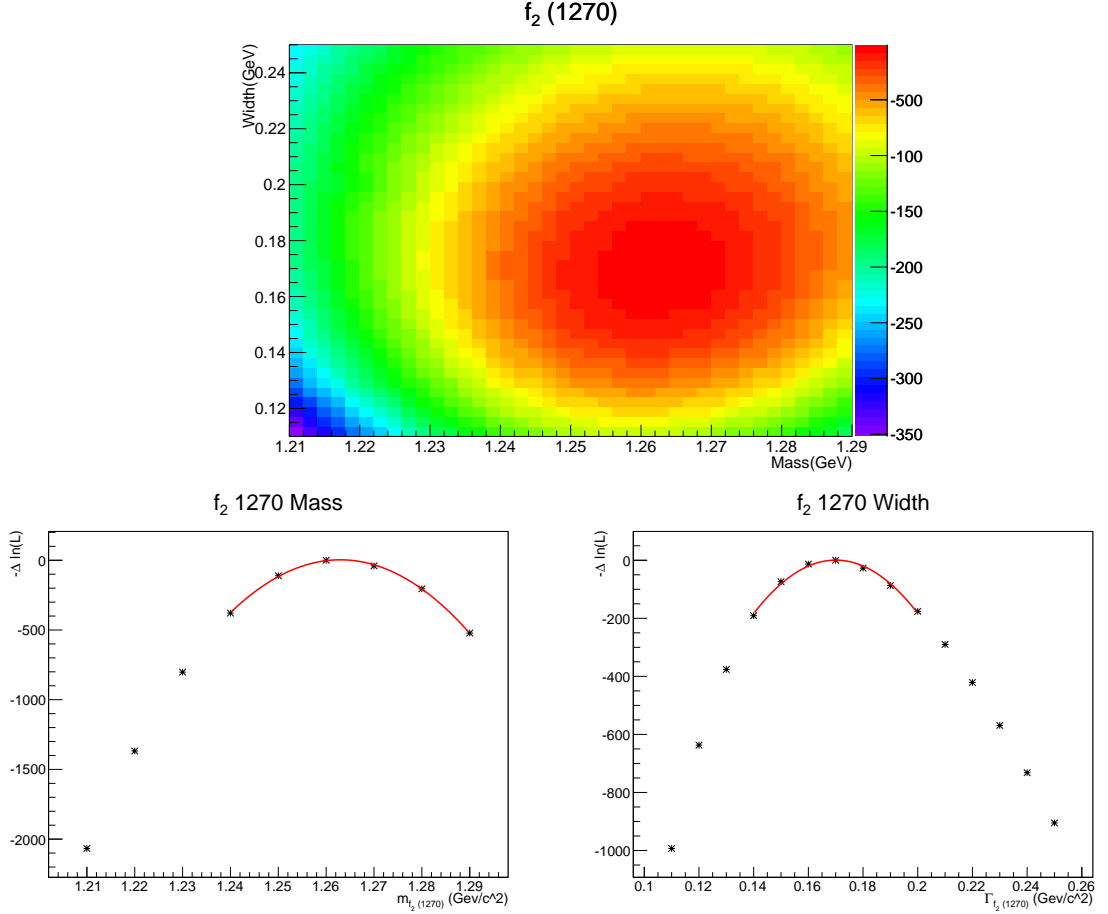 f2 (1270)
Width(GeV)
0.24
0.22
0.2
0.18
0.16
0.14
0.12
1.21 1.22 1.23 1.24 1.25 1.26 1.27 1.28 1.29
Mass(GeV)
-500
-100
-150
-200
-250
-300
-350
f2 1270 Mass
-Δ ln(L)
0
-500
-1000
-1500
-2000
1.21 1.22 1.23 1.24 1.25 1.26 1.27 1.28 1.29
mf2 (1270) (Gev/c^2)
f2 1270 Width
-Δ ln(L)
0
-200
-400
-600
-800
-1000
0.1 0.12 0.14 0.16 0.18 0.2 0.22 0.24 0.26
Γf2 (1270) (Gev/c^2)